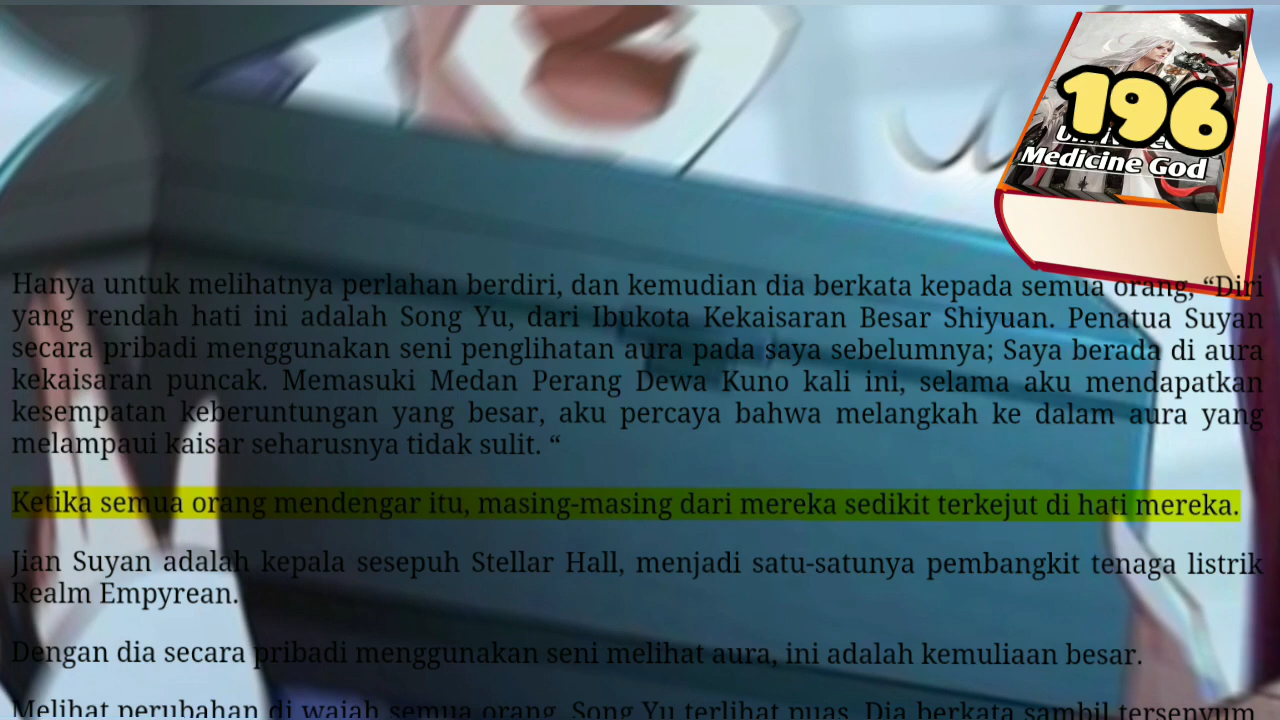 196
Medicine God
Hanya untuk melihatnya perlahan berdiri, dan kemudian dia berkata kepada semua orang, “Diri
yang rendah hati ini adalah Song Yu, dari Ibukota Kekaisaran Besar Shiyuan. Penatua Suyan
secara pribadi menggunakan seni penglihatan aura pada saya sebelumnya; Saya berada di aura
kekaisaran puncak. Memasuki Medan Perang Dewa Kuno kali ini, selama aku mendapatkan
kesempatan keberuntungan yang besar, aku percaya bahwa melangkah ke dalam aura yang
melampaui kaisar seharusnya tidak sulit. “
Ketika semua orang mendengar itu, masing-masing dari mereka sedikit terkejut di hati mereka.
Jian Suyan adalah kepala sesepuh Stellar Hall, menjadi satu-satunya pembangkit tenaga listrik
Realm Empyrean.
Dengan dia secara pribadi menggunakan seni melihat aura, ini adalah kemuliaan besar.
Melihat perubahan di wajah semua orang, Song Yu terlihat puas. Dia berkata sambil tersenyum,